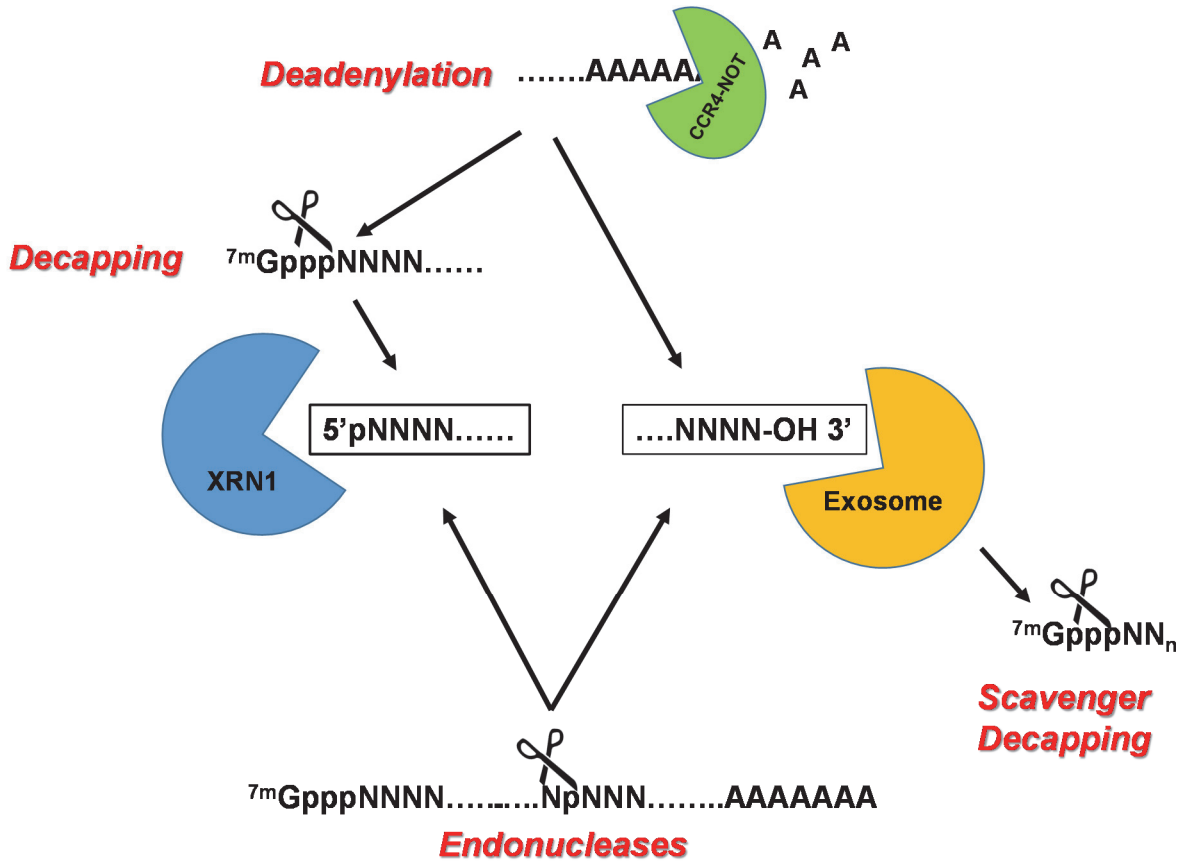 Deadenylation
.......AAAAAA
CCR4-NOT
A
A
A
A
Decapping
7mGpppNNNN......
XRN1
5’pNNNN......
....NNNN-OH 3’
Exosome
7mGpppNNn
Scavenger
Decapping
7mGpppNNNN...........NpNNN........AAAAAAA
Endonucleases